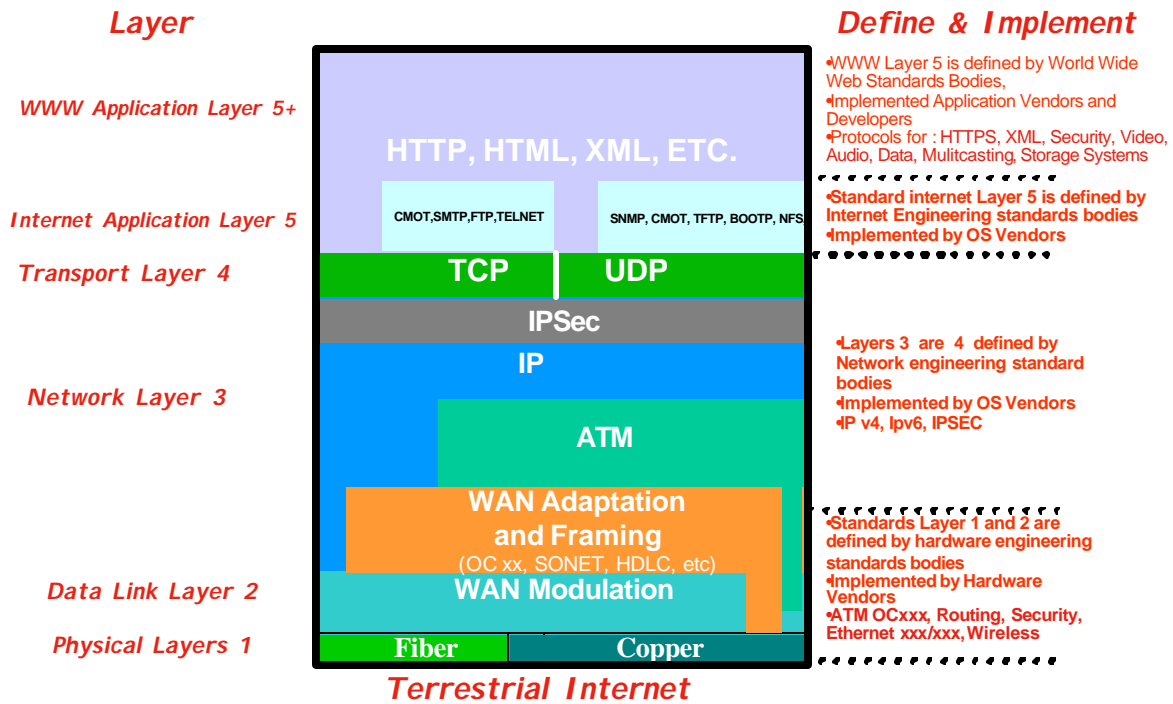 Layer
Define & Implement
WWW Application Layer 5+
Internet Application Layer 5
Transport Layer 4
Network Layer 3
Data Link Layer 2
Physical Layers 1
HTTP, HTML, XML, ETC.
CMOT,SMTP,FTP,TELNET
SNMP, CMOT, TFTP, BOOTP, NFS,
TCP
UDP
IPSec
IP
ATM
WAN Adaptation
and Framing
(OC xx, SONET, HDLC, etc)
WAN Modulation
Fiber
Copper
Terrestrial Internet
•WWW Layer 5 is defined by World Wide
Web Standards Bodies,
•Implemented Application Vendors and
Developers
•Protocols for : HTTPS, XML, Security, Video,
Audio, Data, Mulitcasting, Storage Systems
•Standard internet Layer 5 is defined by
Internet Engineering standards bodies
•Implemented by OS Vendors
•Layers 3 are 4 defined by
Network engineering standard
bodies
•Implemented by OS Vendors
•IP v4, Ipv6, IPSEC
•Standards Layer 1 and 2 are
defined by hardware engineering
standards bodies
•Implemented by Hardware
Vendors
•ATM OCxxx, Routing, Security,
Ethernet xxx/xxx, Wireless